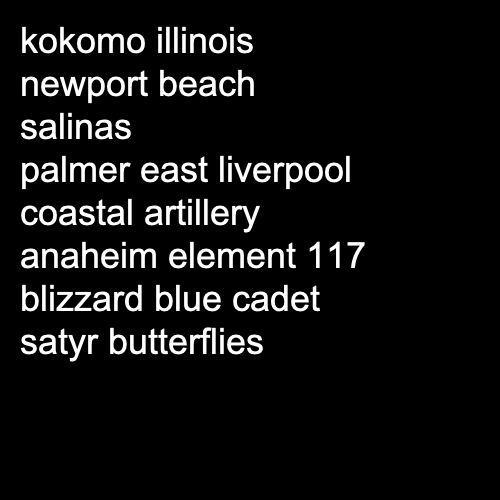 kokomo illinois
newport beach
salinas
palmer east liverpool
coastal artillery
anaheim element 117
blizzard blue cadet
satyr butterflies